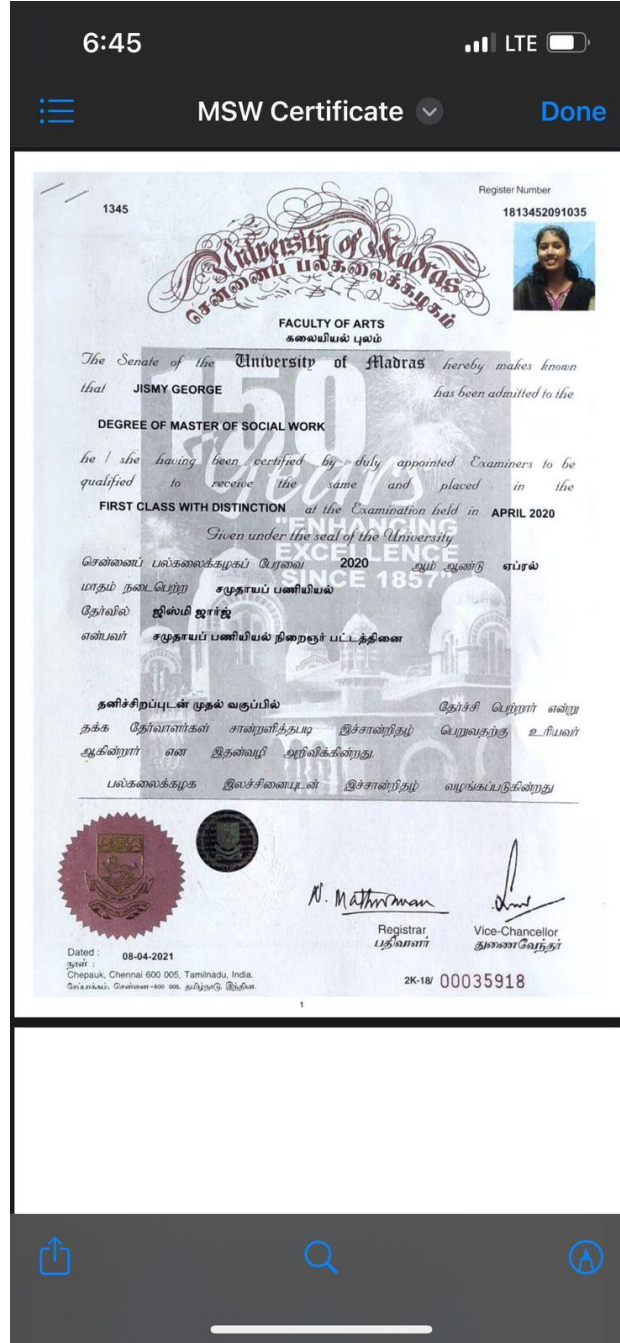 6:45
LTE
MSW Certificate
Done
Register Number
1345
1813452091035
University of Madras
சென்னைப் பல்கலைக்கழகம்
FACULTY OF ARTS
கலையியல் புலம்
The Senate of the University of Madras hereby makes known
that JISMY GEORGE has been admitted to the
DEGREE OF MASTER OF SOCIAL WORK
he / she having been certified by duly appointed Examiners to be
qualified to receive the same and placed in the
FIRST CLASS WITH DISTINCTION at the Examination held in APRIL 2020
Given under the seal of the University
150
Years
"ENHANCING
EXCELLENCE
SINCE 1857"
சென்னைப் பல்கலைக்கழகப் பேரவை 2020 ஆம் ஆண்டு ஏப்ரல்
மாதம் நடைபெற்ற சமுதாயப் பணியியல்
தேர்வில் ஜிஸ்மி ஜார்ஜ்
என்பவர் சமுதாயப் பணியியல் நிறைஞர் பட்டத்தினை
தனிச்சிறப்புடன் முதல் வகுப்பில் தேர்ச்சி பெற்றார் என்று
தக்க தேர்வாளர்கள் சான்றளித்தபடி இச்சான்றிதழ் பெறுவதற்கு உரியவர்
ஆகின்றார் என இதன்வழி அறிவிக்கின்றது.
பல்கலைக்கழக இலச்சினையுடன் இச்சான்றிதழ் வழங்கப்படுகின்றது
Registrar
பதிவாளர்
Vice-Chancellor
துணைவேந்தர்
Dated : 08-04-2021
நாள் :
Chepauk, Chennai 600 005, Tamilnadu, India.
சேப்பாக்கம், சென்னை-600 005. தமிழ்நாடு. இந்தியா.
2K-18/ 00035918
1